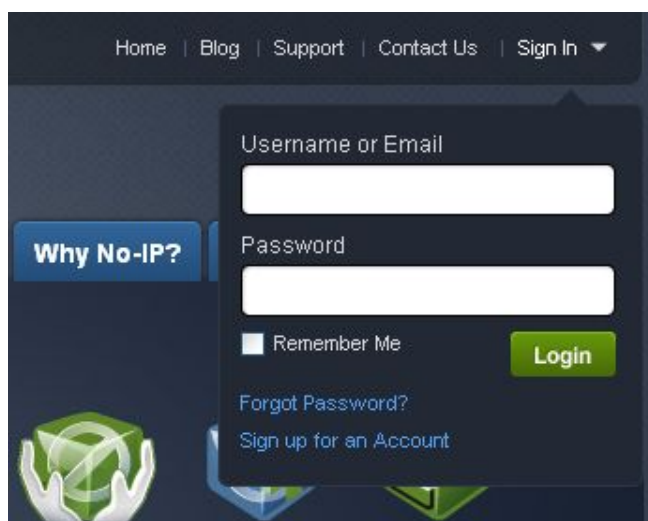 Home | Blog | Support | Contact Us | Sign In
Username or Email
Why No-IP?
Password
Remember Me
Login
Forgot Password?
Sign up for an Account